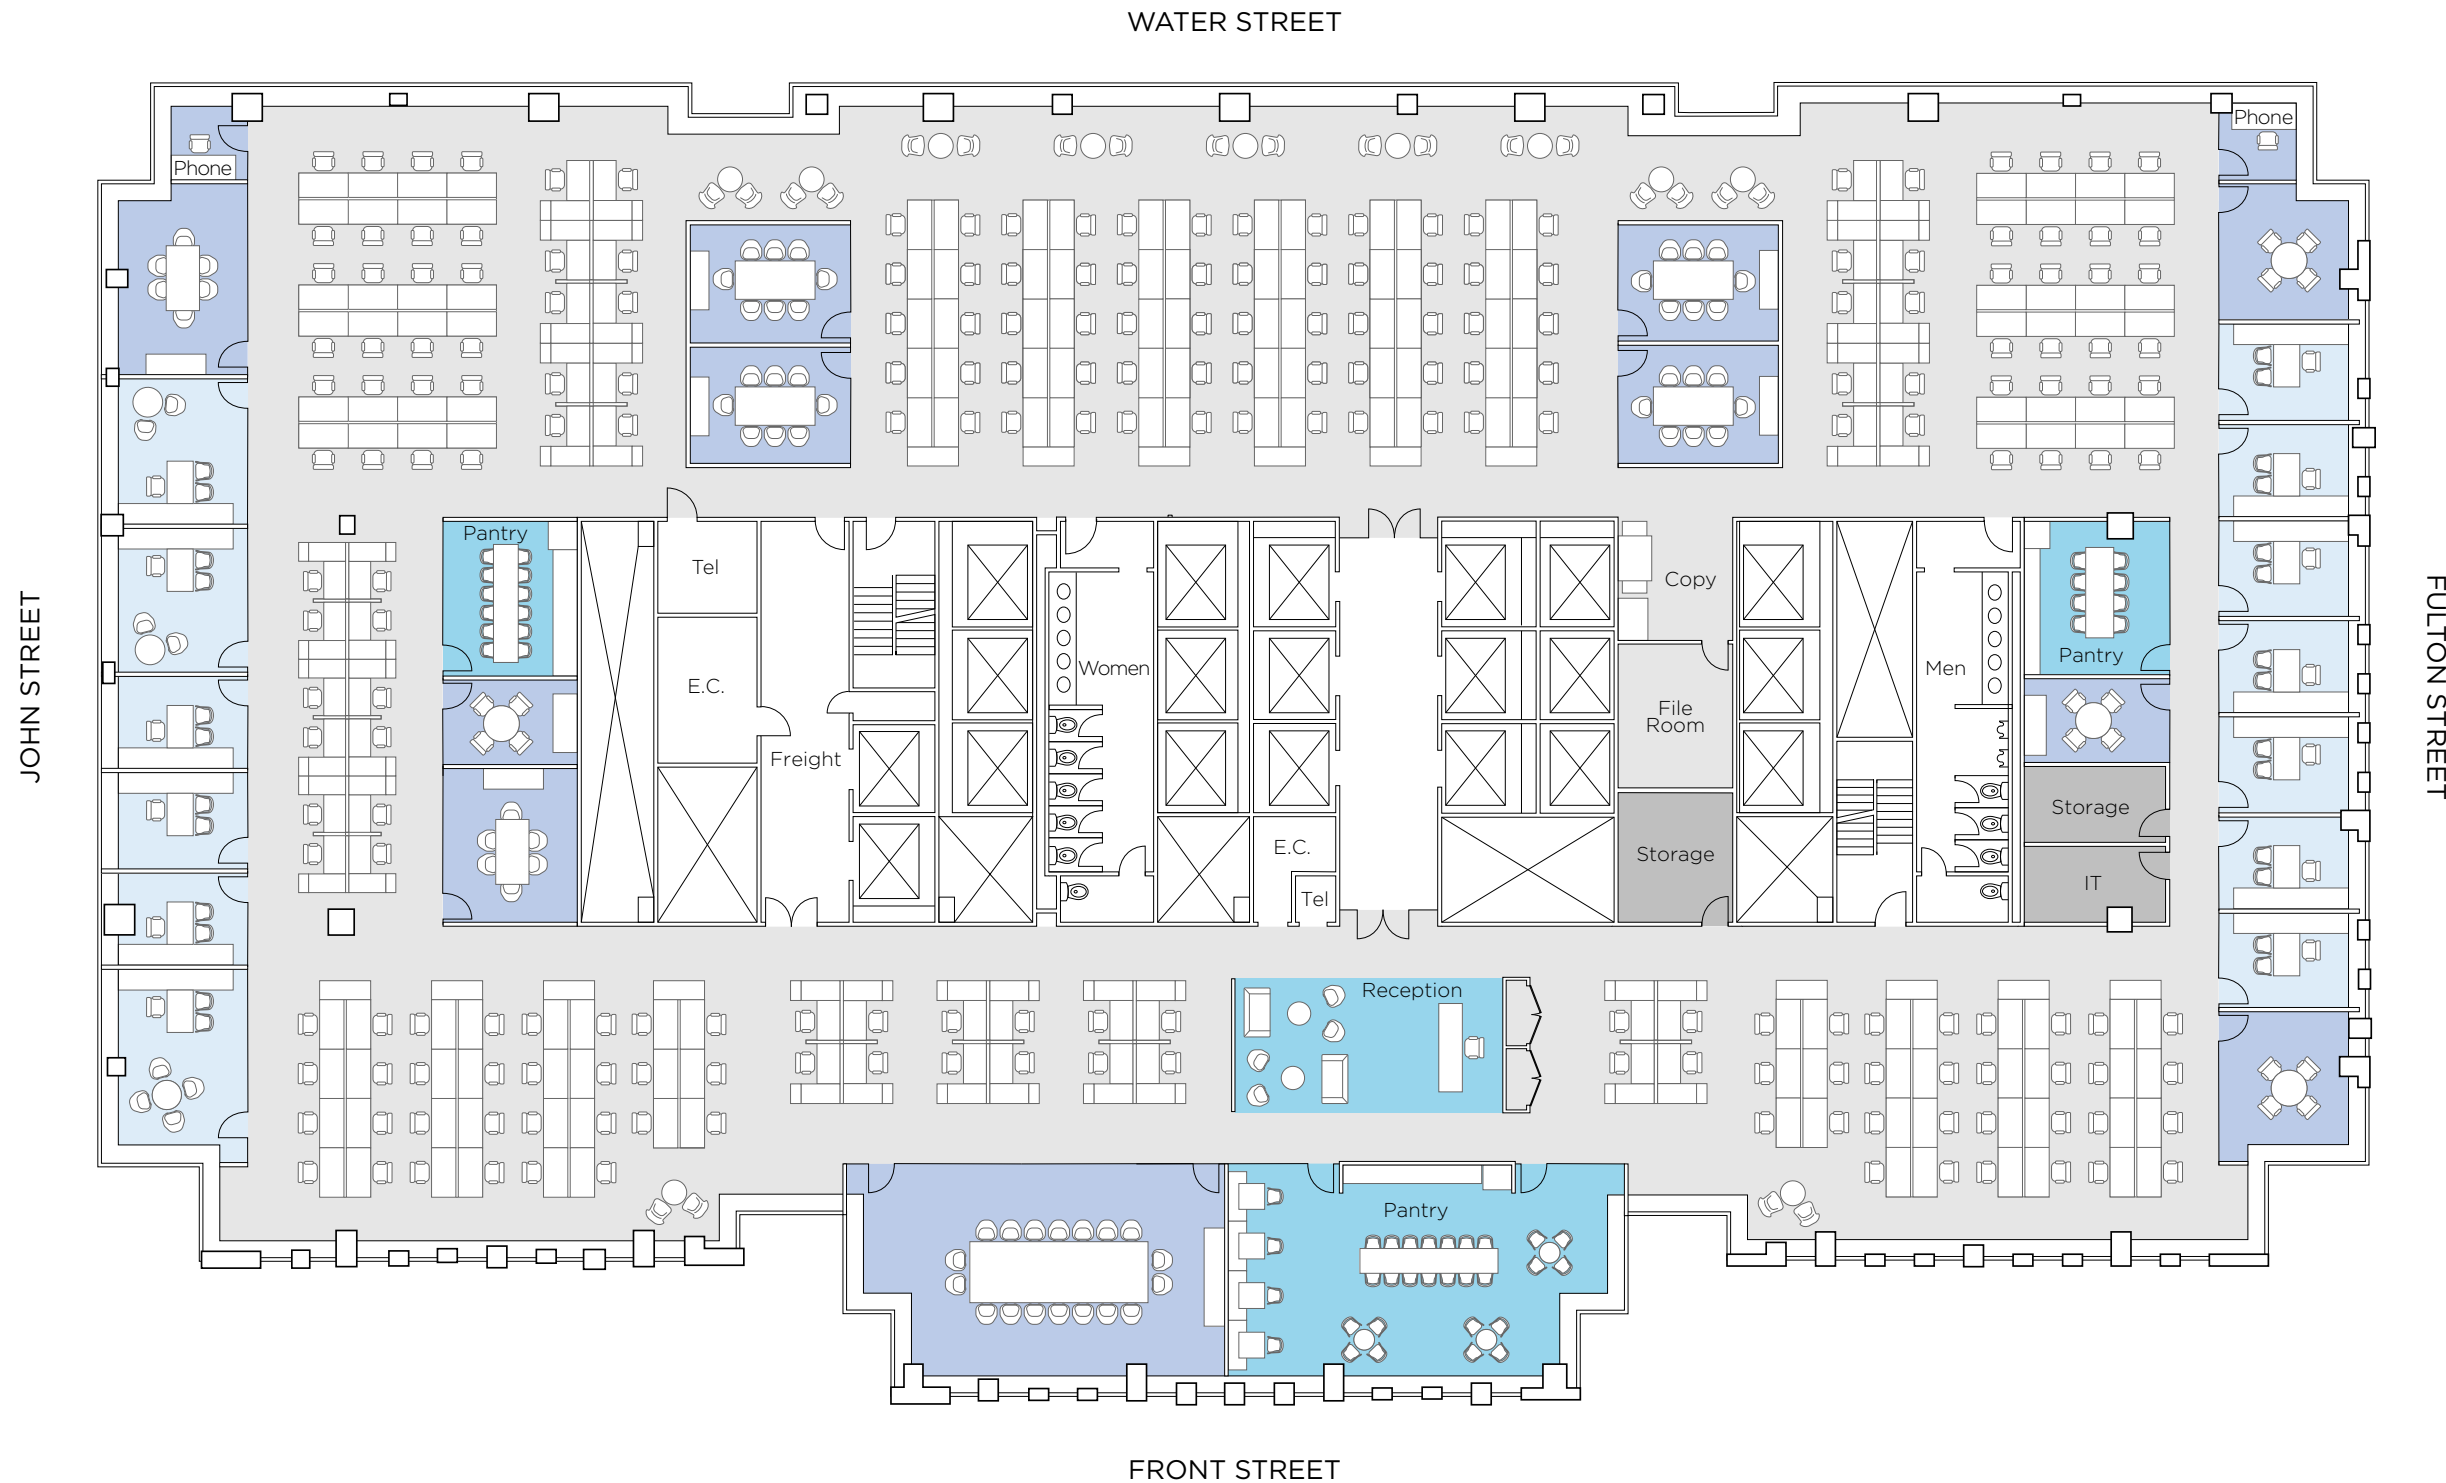 WATER STREET
Phone
Phone
Pantry
Tel
Copy
Women
Men
Pantry
E.C.
File
Room
Freight
JOHN STREET
FULTON STREET
Storage
E.C.
Storage
IT
Tel
Reception
Pantry
FRONT STREET